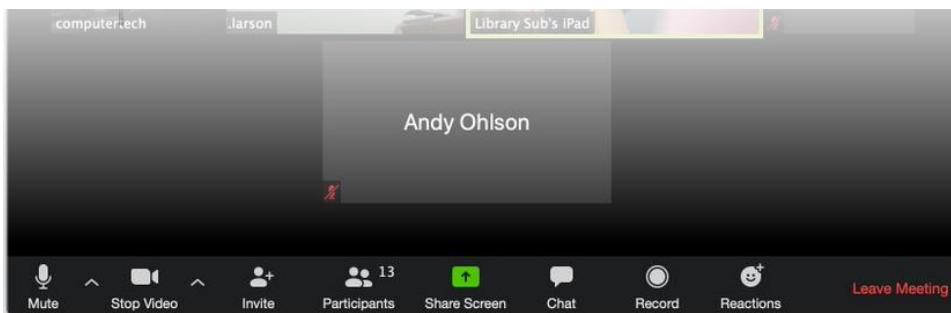 computertech
.larson
Library Sub's iPad
Andy Ohlson
13
Mute
Stop Video
Invite
Participants
Share Screen
Chat
Record
Reactions
Leave Meeting